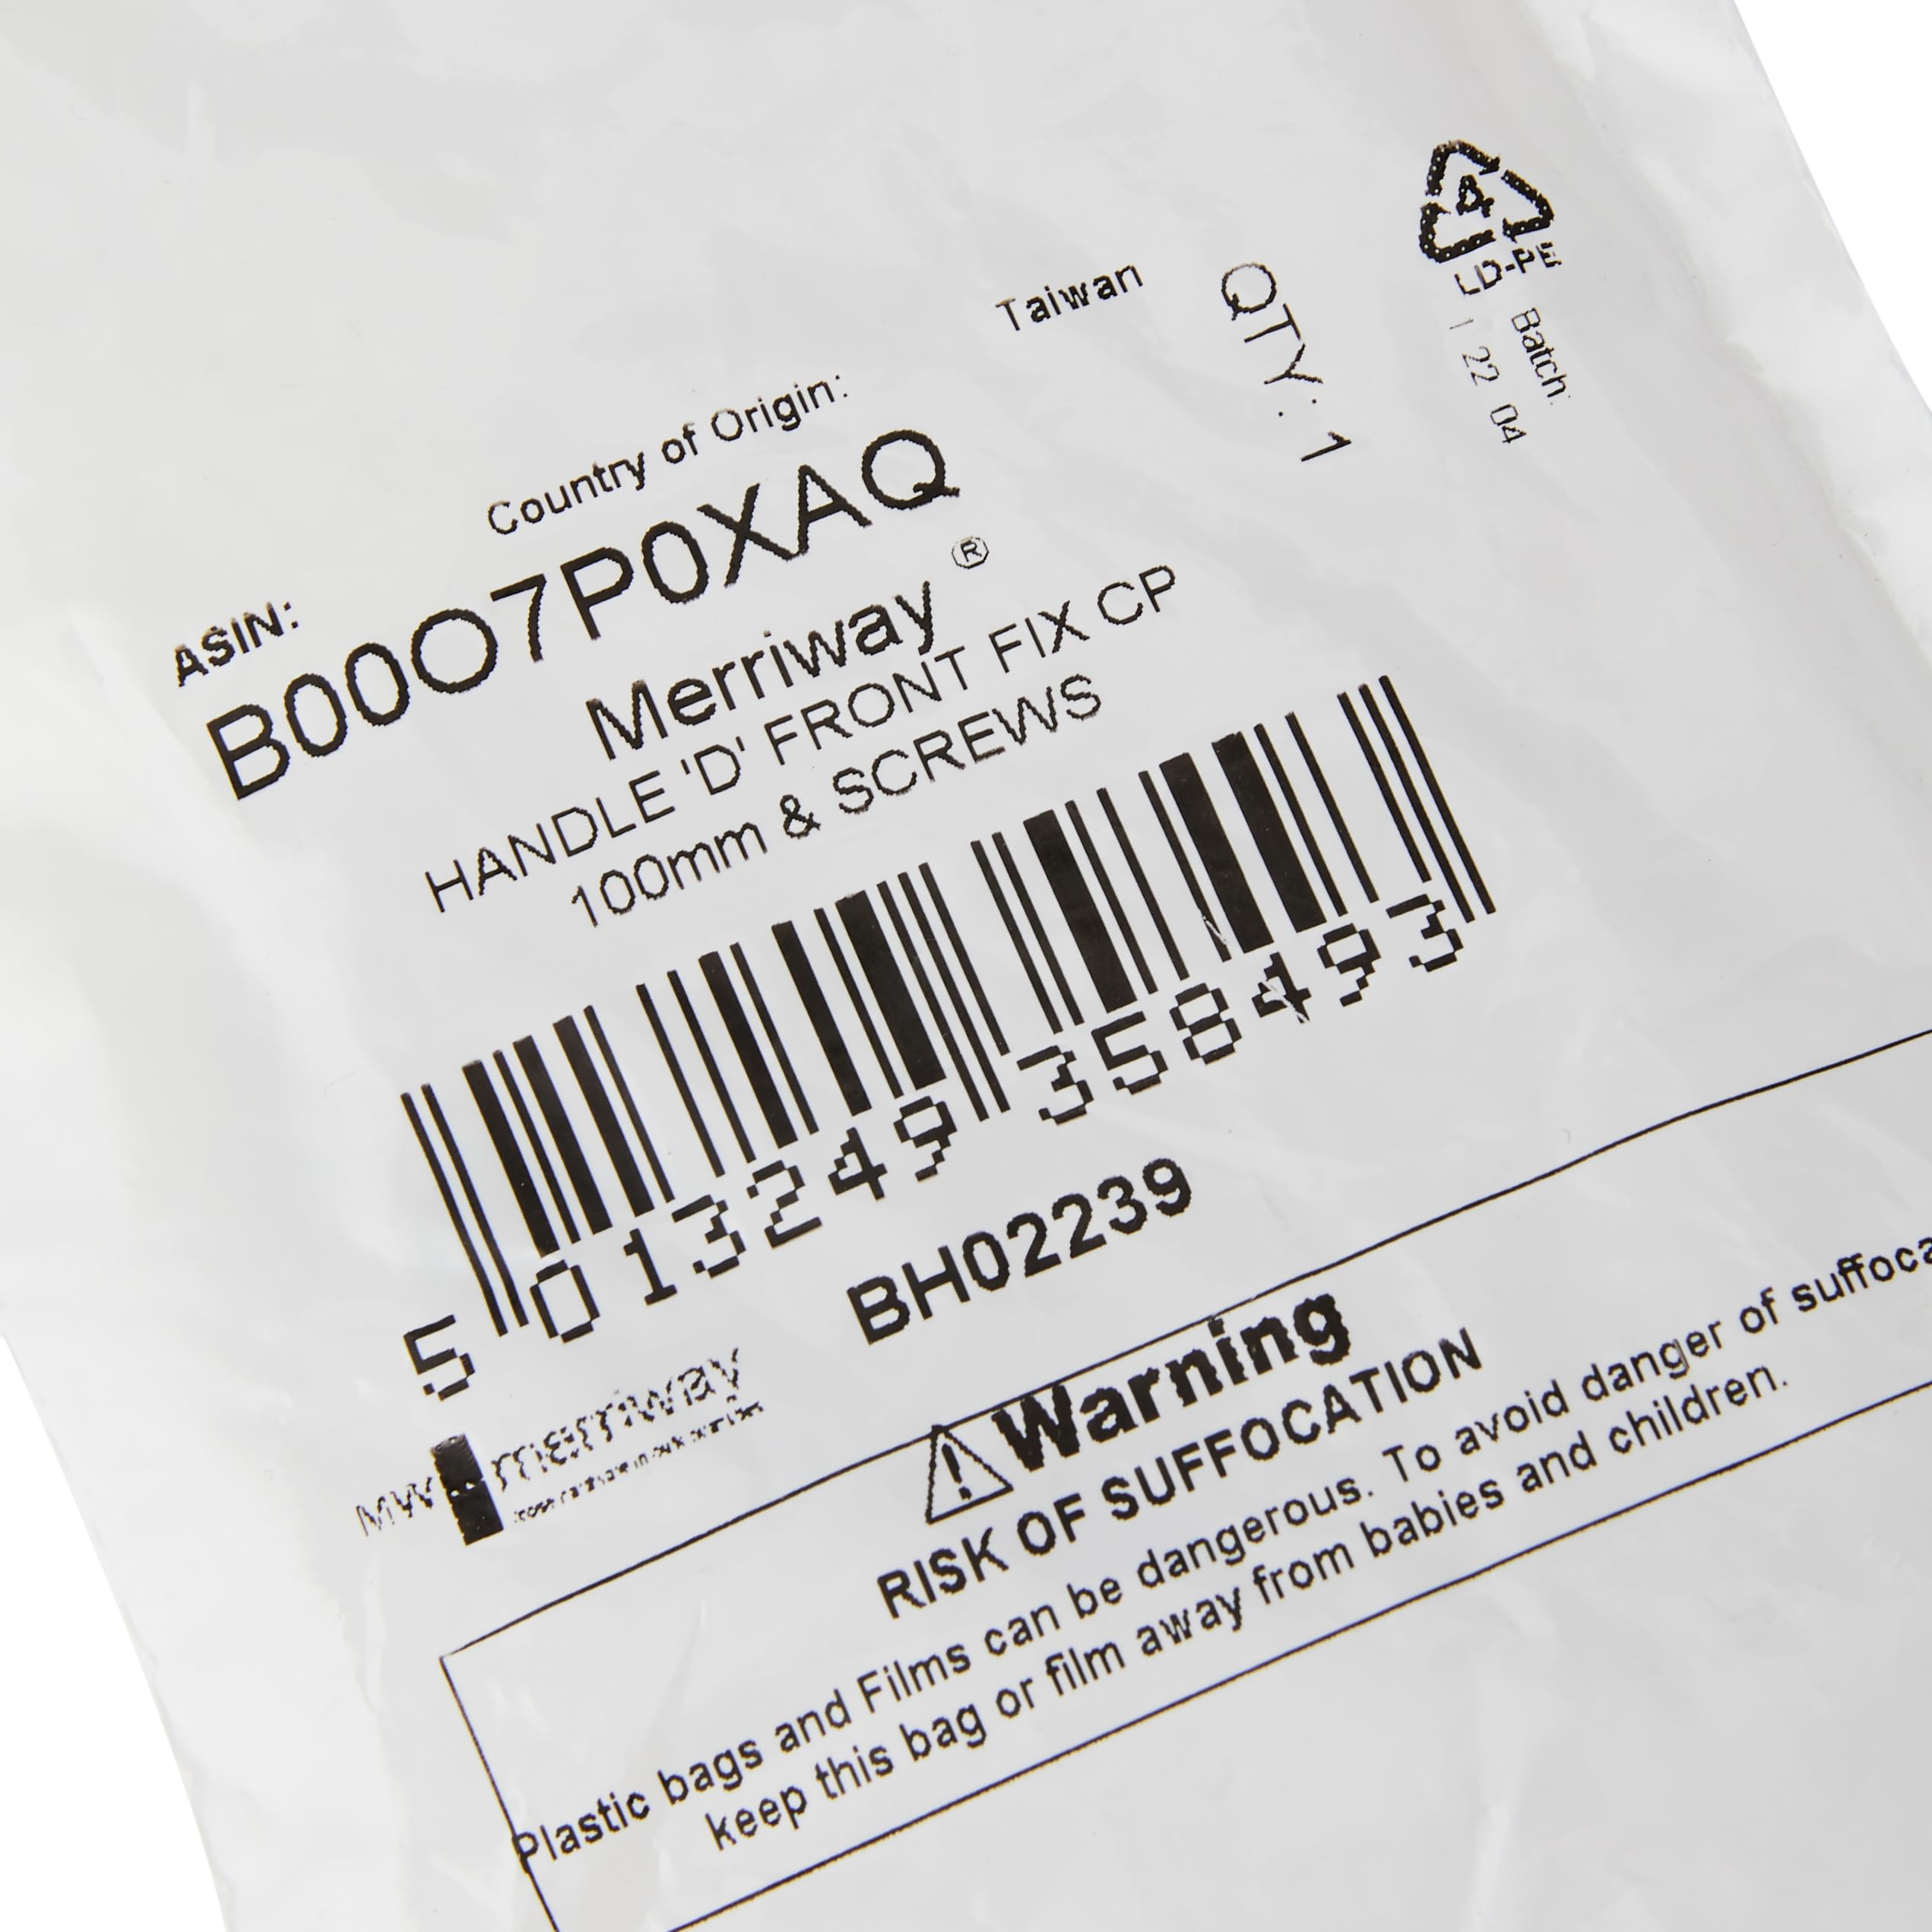 4
LD-PE
Batch:
1 22 04
QTY: 1
Taiwan
Country of Origin:
ASIN:
B00O7P0XAQ
Merriway®
HANDLE 'D' FRONT FIX CP
100mm & SCREWS
5 013249 358493
BH02239
MW merriway
Warning
RISK OF SUFFOCATION
Plastic bags and Films can be dangerous. To avoid danger of suffoca
keep this bag or film away from babies and children.